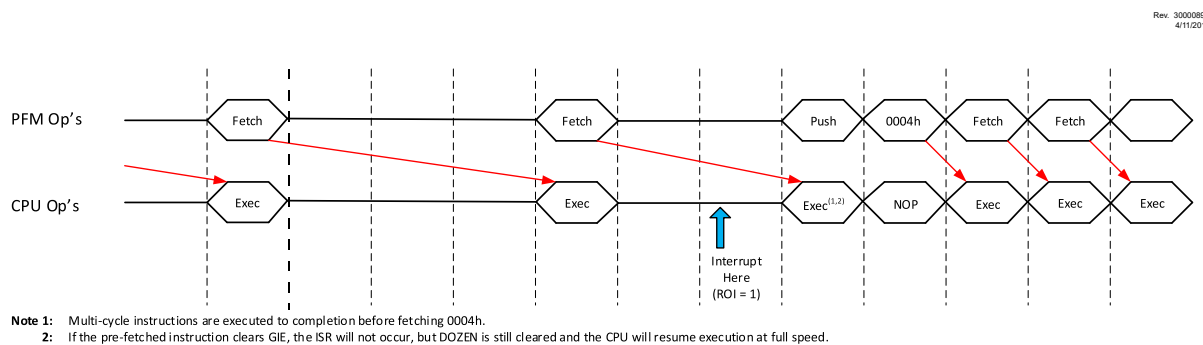 Rev. 3000089
4/11/201
PFM Op's Fetch Fetch Push 0004h Fetch Fetch
CPU Op's Exec Exec Exec(1,2) NOP Exec Exec Exec
Interrupt
Here
(ROI = 1)
Note 1: Multi-cycle instructions are executed to completion before fetching 0004h.
2: If the pre-fetched instruction clears GIE, the ISR will not occur, but DOZEN is still cleared and the CPU will resume execution at full speed.